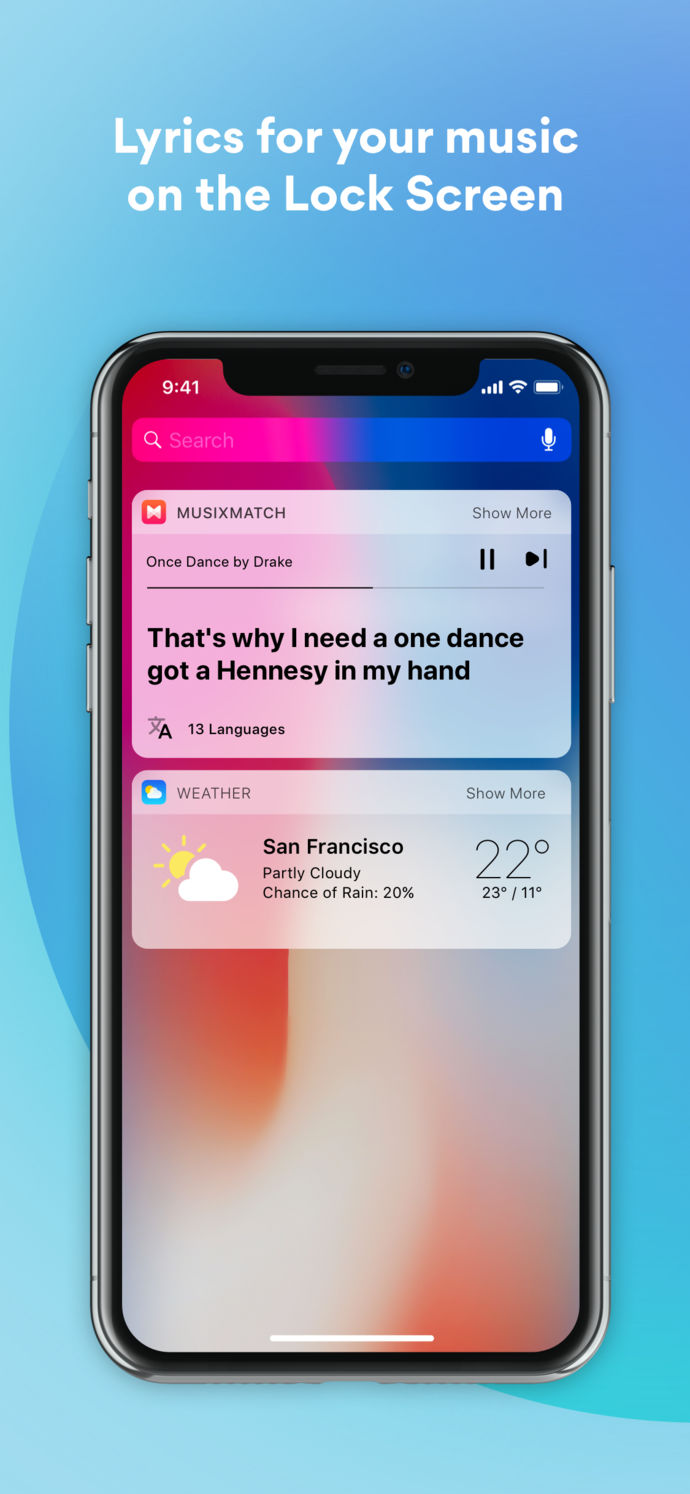 Lyrics for your music
on the Lock Screen
9:41
Search
MUSIXMATCH Show More
Once Dance by Drake
That's why I need a one dance
got a Hennesy in my hand
文A 13 Languages
WEATHER Show More
San Francisco 22°
Partly Cloudy
Chance of Rain: 20% 23° / 11°